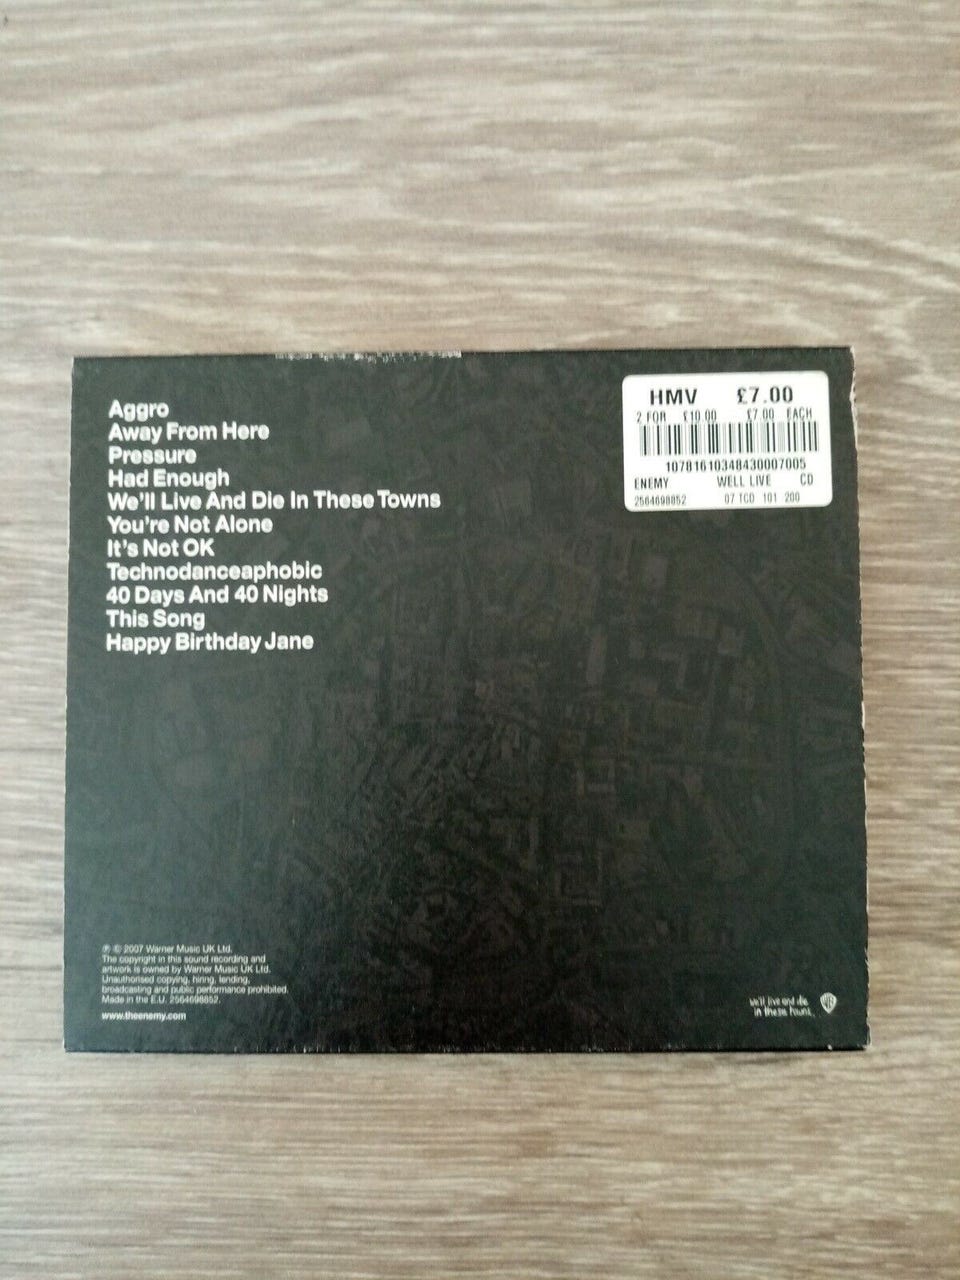 Aggro
Away From Here
Pressure
Had Enough
We'll Live And Die In These Towns
You're Not Alone
It's Not OK
Technodanceaphobic
40 Days And 40 Nights
This Song
Happy Birthday Jane
HMV £7.00
2 FOR £10.00 £7.00 EACH
10781610348430007005
ENEMY WELL LIVE CD
2564698852 07 TCD 101 200
℗ © 2007 Warner Music UK Ltd.
The copyright in this sound recording and
artwork is owned by Warner Music UK Ltd.
Unauthorised copying, hiring, lending,
broadcasting and public performance prohibited.
Made in the E.U. 2564698852.
www.theenemy.com
we'll live and die
in these towns
WB